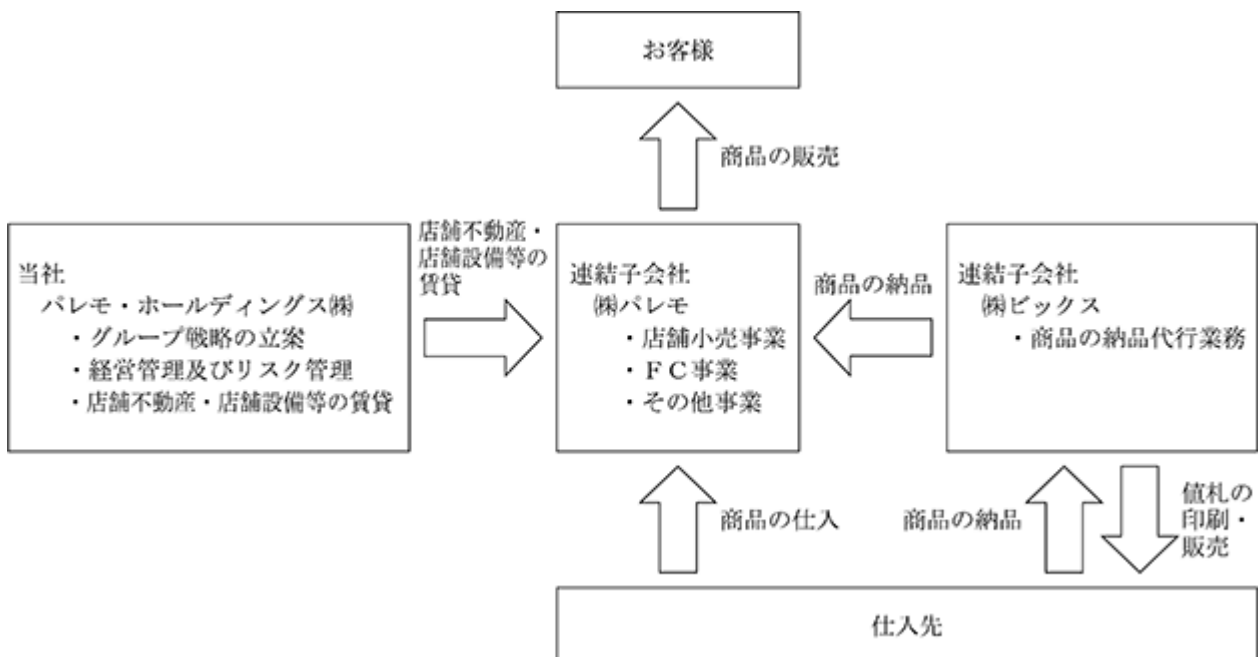 お客様
商品の販売
店舗不動産・
店舗設備等の
賃貸
当社
パレモ・ホールディングス㈱
・グループ戦略の立案
・経営管理及びリスク管理
・店舗不動産・店舗設備等の賃貸
連結子会社
㈱パレモ
・店舗小売事業
・ＦＣ事業
・その他事業
商品の納品
連結子会社
㈱ビックス
・商品の納品代行業務
商品の仕入
商品の納品
値札の
印刷・
販売
仕入先